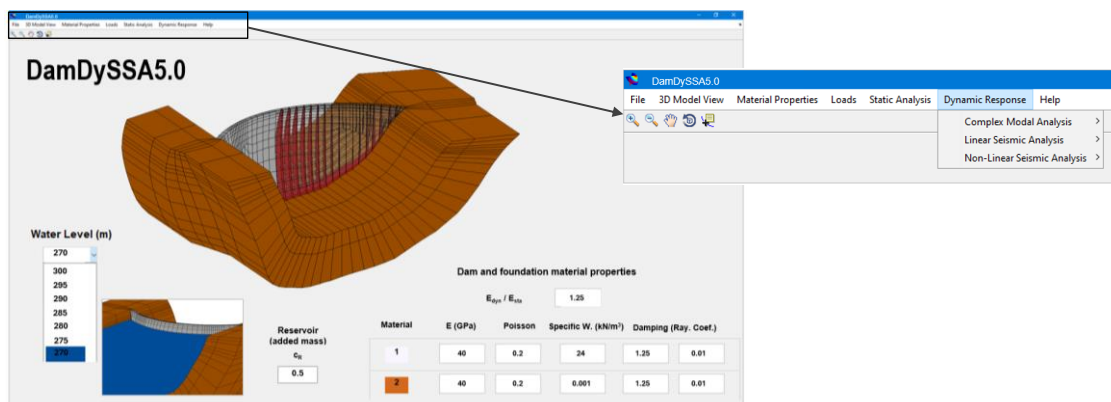 DamDySSA5.0
File 3D Model View Material Properties Loads Static Analysis Dynamic Response Help
DamDySSA5.0
Water Level (m)
270
300
295
290
285
280
275
270
Reservoir
(added mass)
c_R
0.5
Dam and foundation material properties
E_dyn / E_sta 1.25
Material E (GPa) Poisson Specific W. (kN/m³) Damping (Ray. Coef.)
1 40 0.2 24 1.25 0.01
2 40 0.2 0.001 1.25 0.01
DamDySSA5.0
File 3D Model View Material Properties Loads Static Analysis Dynamic Response Help
Complex Modal Analysis >
Linear Seismic Analysis >
Non-Linear Seismic Analysis >